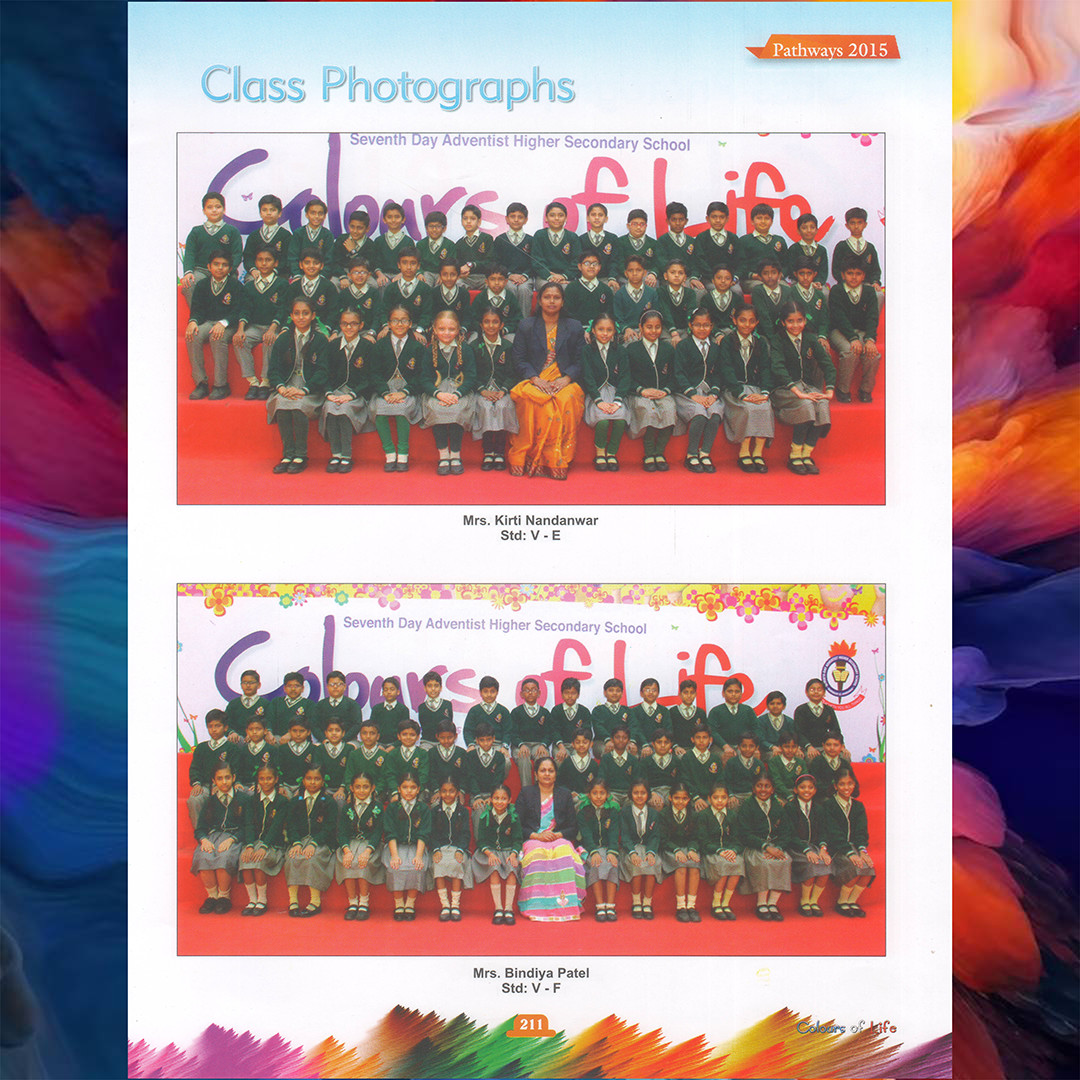 Pathways 2015
Class Photographs
Seventh Day Adventist Higher Secondary School
Colours of Life
Mrs. Kirti Nandanwar
Std: V - E
Seventh Day Adventist Higher Secondary School
Colours of Life
Mrs. Bindiya Patel
Std: V - F
211
Colours of Life